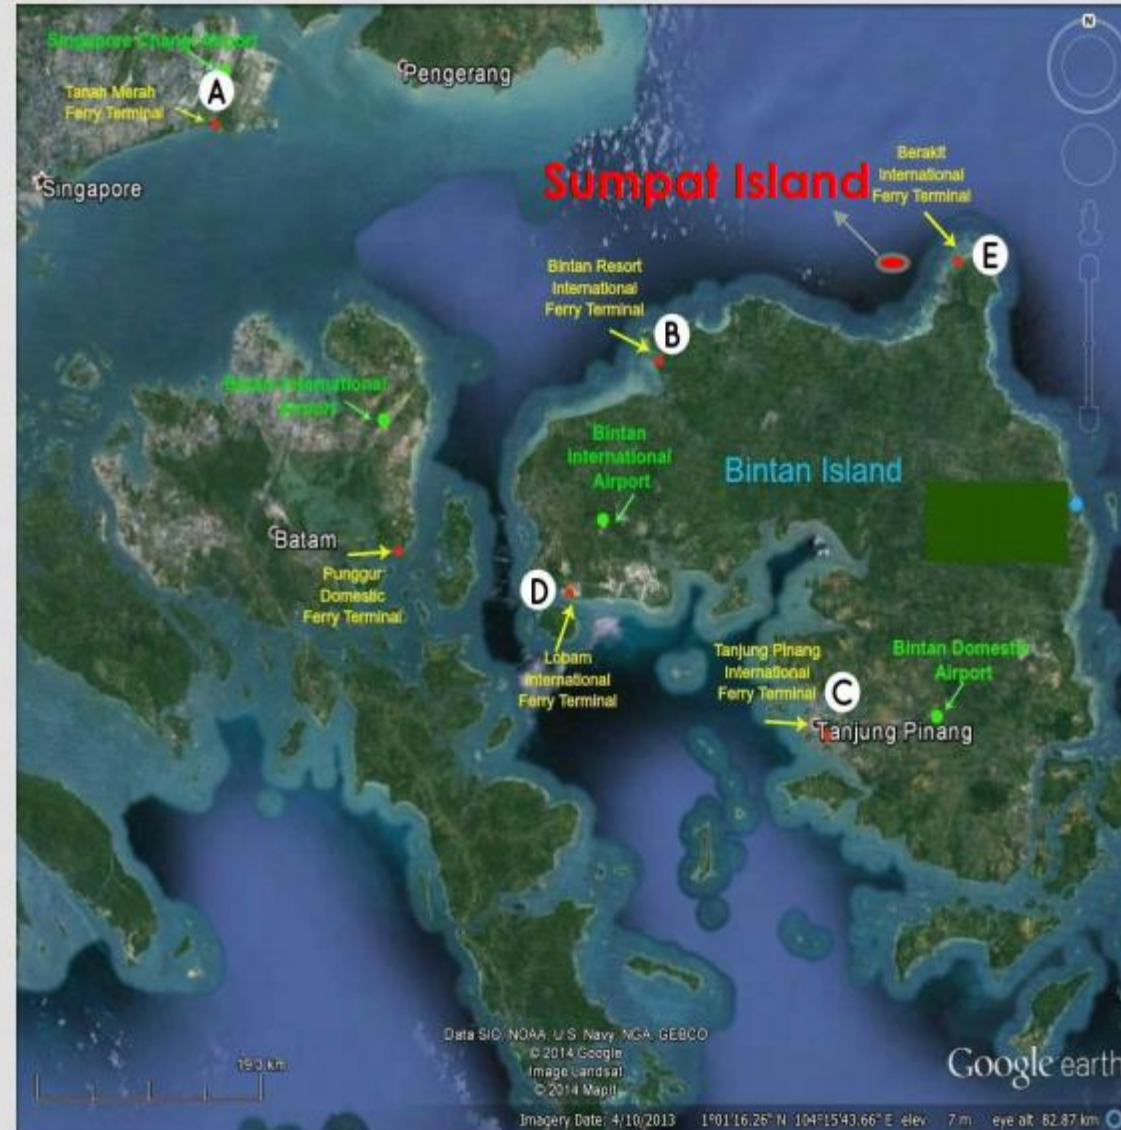 N
Singapore Changi Airport
A
Tanah Merah
Ferry Terminal
Pengerang
Singapore
Sumpat Island
Berakit
International
Ferry Terminal
E
Bintan Resort
International
Ferry Terminal
B
International
Airport
Bintan
International
Airport
Bintan Island
Batam
Punggur
Domestic
Ferry Terminal
D
Lobam
International
Ferry Terminal
Tanjung Pinang
International
Ferry Terminal
C
Bintan Domestic
Airport
Tanjung Pinang
Data SIO, NOAA, U.S. Navy, NGA, GEBCO
© 2014 Google
Image Landsat
© 2014 MapIt
19.3 km
Google earth
Imagery Date: 4/10/2013 1°01'16.26" N 104°15'43.66" E elev 7 m eye alt 82.87 km